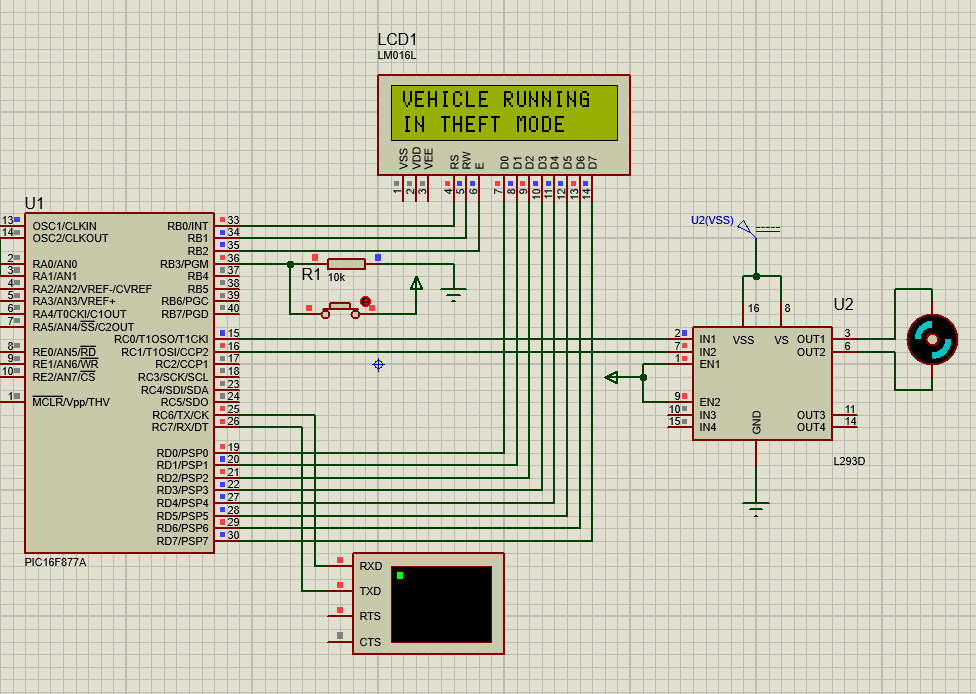 LCD1
LM016L
VEHICLE RUNNING
IN THEFT MODE
VSS
VDD
VEE
RS
RW
E
D0
D1
D2
D3
D4
D5
D6
D7
1
2
3
4
5
6
7
8
9
10
11
12
13
14
U1
13 OSC1/CLKIN
14 OSC2/CLKOUT
2 RA0/AN0
3 RA1/AN1
4 RA2/AN2/VREF-/CVREF
5 RA3/AN3/VREF+
6 RA4/T0CKI/C1OUT
7 RA5/AN4/SS/C2OUT
8 RE0/AN5/RD
9 RE1/AN6/WR
10 RE2/AN7/CS
1 MCLR/Vpp/THV
RB0/INT 33
RB1 34
RB2 35
RB3/PGM 36
RB4 37
RB5 38
RB6/PGC 39
RB7/PGD 40
RC0/T1OSO/T1CKI 15
RC1/T1OSI/CCP2 16
RC2/CCP1 17
RC3/SCK/SCL 18
RC4/SDI/SDA 23
RC5/SDO 24
RC6/TX/CK 25
RC7/RX/DT 26
RD0/PSP0 19
RD1/PSP1 20
RD2/PSP2 21
RD3/PSP3 22
RD4/PSP4 27
RD5/PSP5 28
RD6/PSP6 29
RD7/PSP7 30
PIC16F877A
R1
10k
U2(VSS)
U2
16
8
2 IN1
7 IN2
1 EN1
9 EN2
10 IN3
15 IN4
VSS
VS
GND
OUT1 3
OUT2 6
OUT3 11
OUT4 14
L293D
RXD
TXD
RTS
CTS